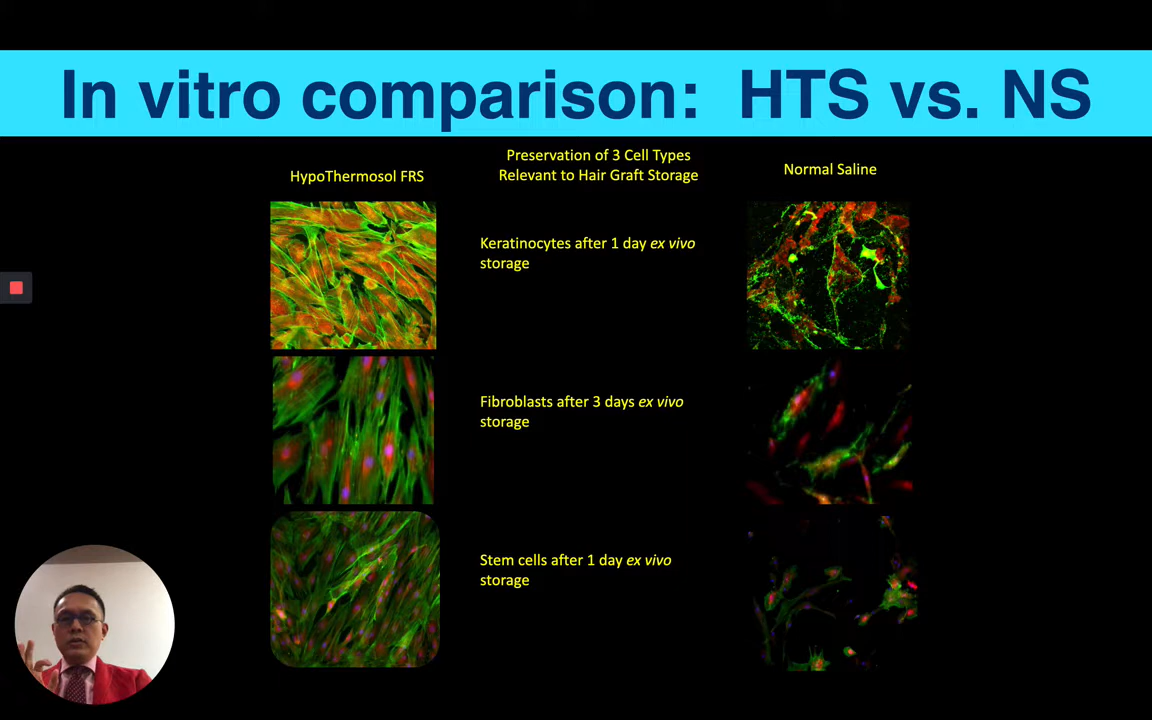 In vitro comparison: HTS vs. NS
HypoThermosol FRS
Preservation of 3 Cell Types
Relevant to Hair Graft Storage
Normal Saline
Keratinocytes after 1 day ex vivo
storage
Fibroblasts after 3 days ex vivo
storage
Stem cells after 1 day ex vivo
storage